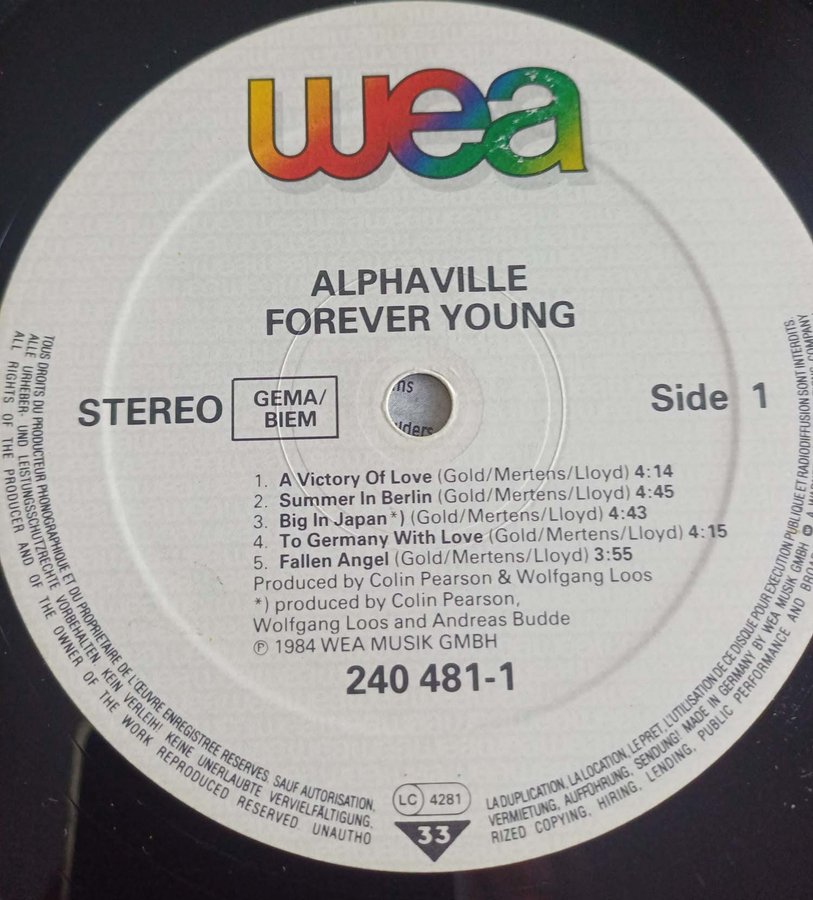 wea
ALPHAVILLE
FOREVER YOUNG
STEREO
GEMA/
BIEM
Side 1
1. A Victory Of Love (Gold/Mertens/Lloyd) 4:14
2. Summer In Berlin (Gold/Mertens/Lloyd) 4:45
3. Big In Japan*) (Gold/Mertens/Lloyd) 4:43
4. To Germany With Love (Gold/Mertens/Lloyd) 4:15
5. Fallen Angel (Gold/Mertens/Lloyd) 3:55
Produced by Colin Pearson & Wolfgang Loos
*) produced by Colin Pearson,
Wolfgang Loos and Andreas Budde
℗ 1984 WEA MUSIK GMBH
240 481-1
TOUS DROITS DU PRODUCTEUR PHONOGRAPHIQUE ET DU PROPRIETAIRE DE L'ŒUVRE ENREGISTREE RESERVES. SAUF AUTORISATION,
LA DUPLICATION, LA LOCATION, LE PRET, L'UTILISATION DE CE DISQUE POUR EXECUTION PUBLIQUE ET RADIODIFFUSION SONT INTERDITS.
ALLE URHEBER- UND LEISTUNGSSCHUTZRECHTE VORBEHALTEN. KEIN VERLEIH! KEINE UNERLAUBTE VERVIELFÄLTIGUNG,
VERMIETUNG, AUFFÜHRUNG, SENDUNG! MADE IN GERMANY BY WEA MUSIK GMBH
COMPANY
ALL RIGHTS OF THE PRODUCER AND OF THE OWNER OF THE WORK REPRODUCED RESERVED UNAUTHO
RIZED COPYING, HIRING, LENDING, PUBLIC PERFORMANCE AND
LC 4281
33